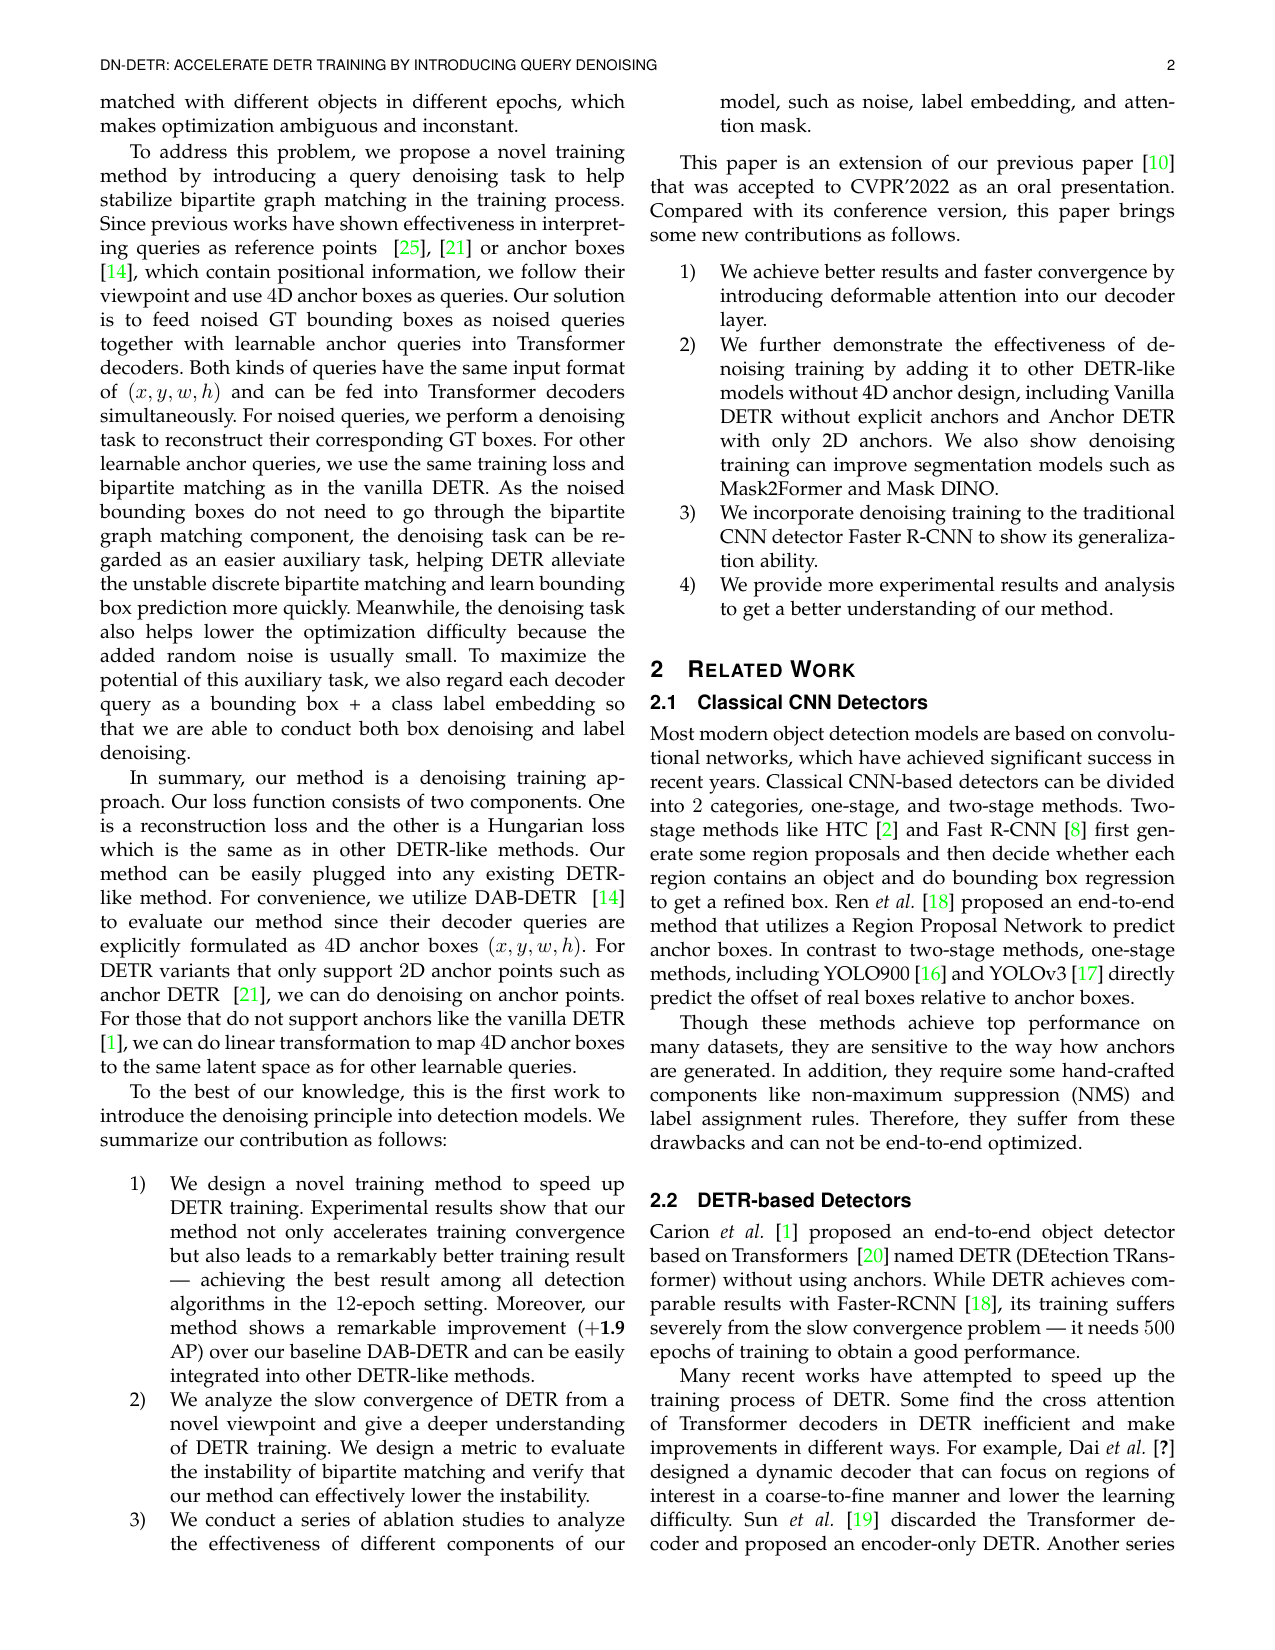 DN-DETR: ACCELERATE DETR TRAINING BY INTRODUCING QUERY DENOISING
2
matched with different objects in different epochs, which
makes optimization ambiguous and inconstant.
To address this problem, we propose a novel training
method by introducing a query denoising task to help
stabilize bipartite graph matching in the training process.
Since previous works have shown effectiveness in interpret-
ing queries as reference points [25], [21] or anchor boxes
[14], which contain positional information, we follow their
viewpoint and use 4D anchor boxes as queries. Our solution
is to feed noised GT bounding boxes as noised queries
together with learnable anchor queries into Transformer
decoders. Both kinds of queries have the same input format
of (x, y, w, h) and can be fed into Transformer decoders
simultaneously. For noised queries, we perform a denoising
task to reconstruct their corresponding GT boxes. For other
learnable anchor queries, we use the same training loss and
bipartite matching as in the vanilla DETR. As the noised
bounding boxes do not need to go through the bipartite
graph matching component, the denoising task can be re-
garded as an easier auxiliary task, helping DETR alleviate
the unstable discrete bipartite matching and learn bounding
box prediction more quickly. Meanwhile, the denoising task
also helps lower the optimization difficulty because the
added random noise is usually small. To maximize the
potential of this auxiliary task, we also regard each decoder
query as a bounding box + a class label embedding so
that we are able to conduct both box denoising and label
denoising.
In summary, our method is a denoising training ap-
proach. Our loss function consists of two components. One
is a reconstruction loss and the other is a Hungarian loss
which is the same as in other DETR-like methods. Our
method can be easily plugged into any existing DETR-
like method. For convenience, we utilize DAB-DETR [14]
to evaluate our method since their decoder queries are
explicitly formulated as 4D anchor boxes (x, y, w, h). For
DETR variants that only support 2D anchor points such as
anchor DETR [21], we can do denoising on anchor points.
For those that do not support anchors like the vanilla DETR
[1], we can do linear transformation to map 4D anchor boxes
to the same latent space as for other learnable queries.
To the best of our knowledge, this is the first work to
introduce the denoising principle into detection models. We
summarize our contribution as follows:
1) We design a novel training method to speed up
DETR training. Experimental results show that our
method not only accelerates training convergence
but also leads to a remarkably better training result
— achieving the best result among all detection
algorithms in the 12-epoch setting. Moreover, our
method shows a remarkable improvement (+1.9
AP) over our baseline DAB-DETR and can be easily
integrated into other DETR-like methods.
2) We analyze the slow convergence of DETR from a
novel viewpoint and give a deeper understanding
of DETR training. We design a metric to evaluate
the instability of bipartite matching and verify that
our method can effectively lower the instability.
3) We conduct a series of ablation studies to analyze
the effectiveness of different components of our
model, such as noise, label embedding, and atten-
tion mask.
This paper is an extension of our previous paper [10]
that was accepted to CVPR'2022 as an oral presentation.
Compared with its conference version, this paper brings
some new contributions as follows.
1) We achieve better results and faster convergence by
introducing deformable attention into our decoder
layer.
2) We further demonstrate the effectiveness of de-
noising training by adding it to other DETR-like
models without 4D anchor design, including Vanilla
DETR without explicit anchors and Anchor DETR
with only 2D anchors. We also show denoising
training can improve segmentation models such as
Mask2Former and Mask DINO.
3) We incorporate denoising training to the traditional
CNN detector Faster R-CNN to show its generaliza-
tion ability.
4) We provide more experimental results and analysis
to get a better understanding of our method.
2 RELATED WORK
2.1 Classical CNN Detectors
Most modern object detection models are based on convolu-
tional networks, which have achieved significant success in
recent years. Classical CNN-based detectors can be divided
into 2 categories, one-stage, and two-stage methods. Two-
stage methods like HTC [2] and Fast R-CNN [8] first gen-
erate some region proposals and then decide whether each
region contains an object and do bounding box regression
to get a refined box. Ren et al. [18] proposed an end-to-end
method that utilizes a Region Proposal Network to predict
anchor boxes. In contrast to two-stage methods, one-stage
methods, including YOLO900 [16] and YOLOv3 [17] directly
predict the offset of real boxes relative to anchor boxes.
Though these methods achieve top performance on
many datasets, they are sensitive to the way how anchors
are generated. In addition, they require some hand-crafted
components like non-maximum suppression (NMS) and
label assignment rules. Therefore, they suffer from these
drawbacks and can not be end-to-end optimized.
2.2 DETR-based Detectors
Carion et al. [1] proposed an end-to-end object detector
based on Transformers [20] named DETR (DEtection TRans-
former) without using anchors. While DETR achieves com-
parable results with Faster-RCNN [18], its training suffers
severely from the slow convergence problem — it needs 500
epochs of training to obtain a good performance.
Many recent works have attempted to speed up the
training process of DETR. Some find the cross attention
of Transformer decoders in DETR inefficient and make
improvements in different ways. For example, Dai et al. [?]
designed a dynamic decoder that can focus on regions of
interest in a coarse-to-fine manner and lower the learning
difficulty. Sun et al. [19] discarded the Transformer de-
coder and proposed an encoder-only DETR. Another series